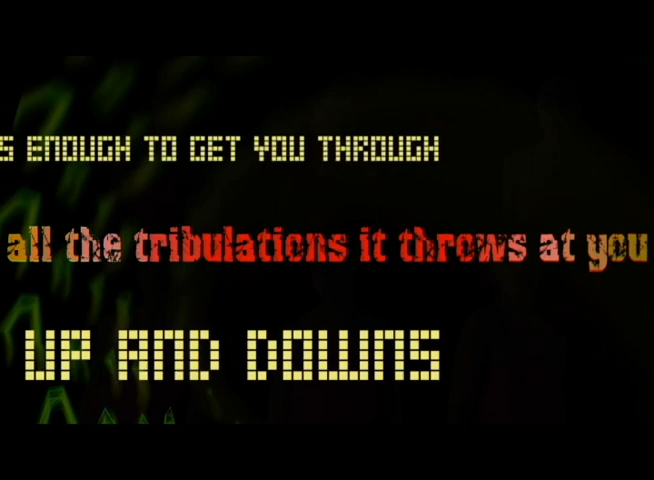 S ENOUGH TO GET YOU THROUGH
all the tribulations it throws at you
UP AND DOWNS